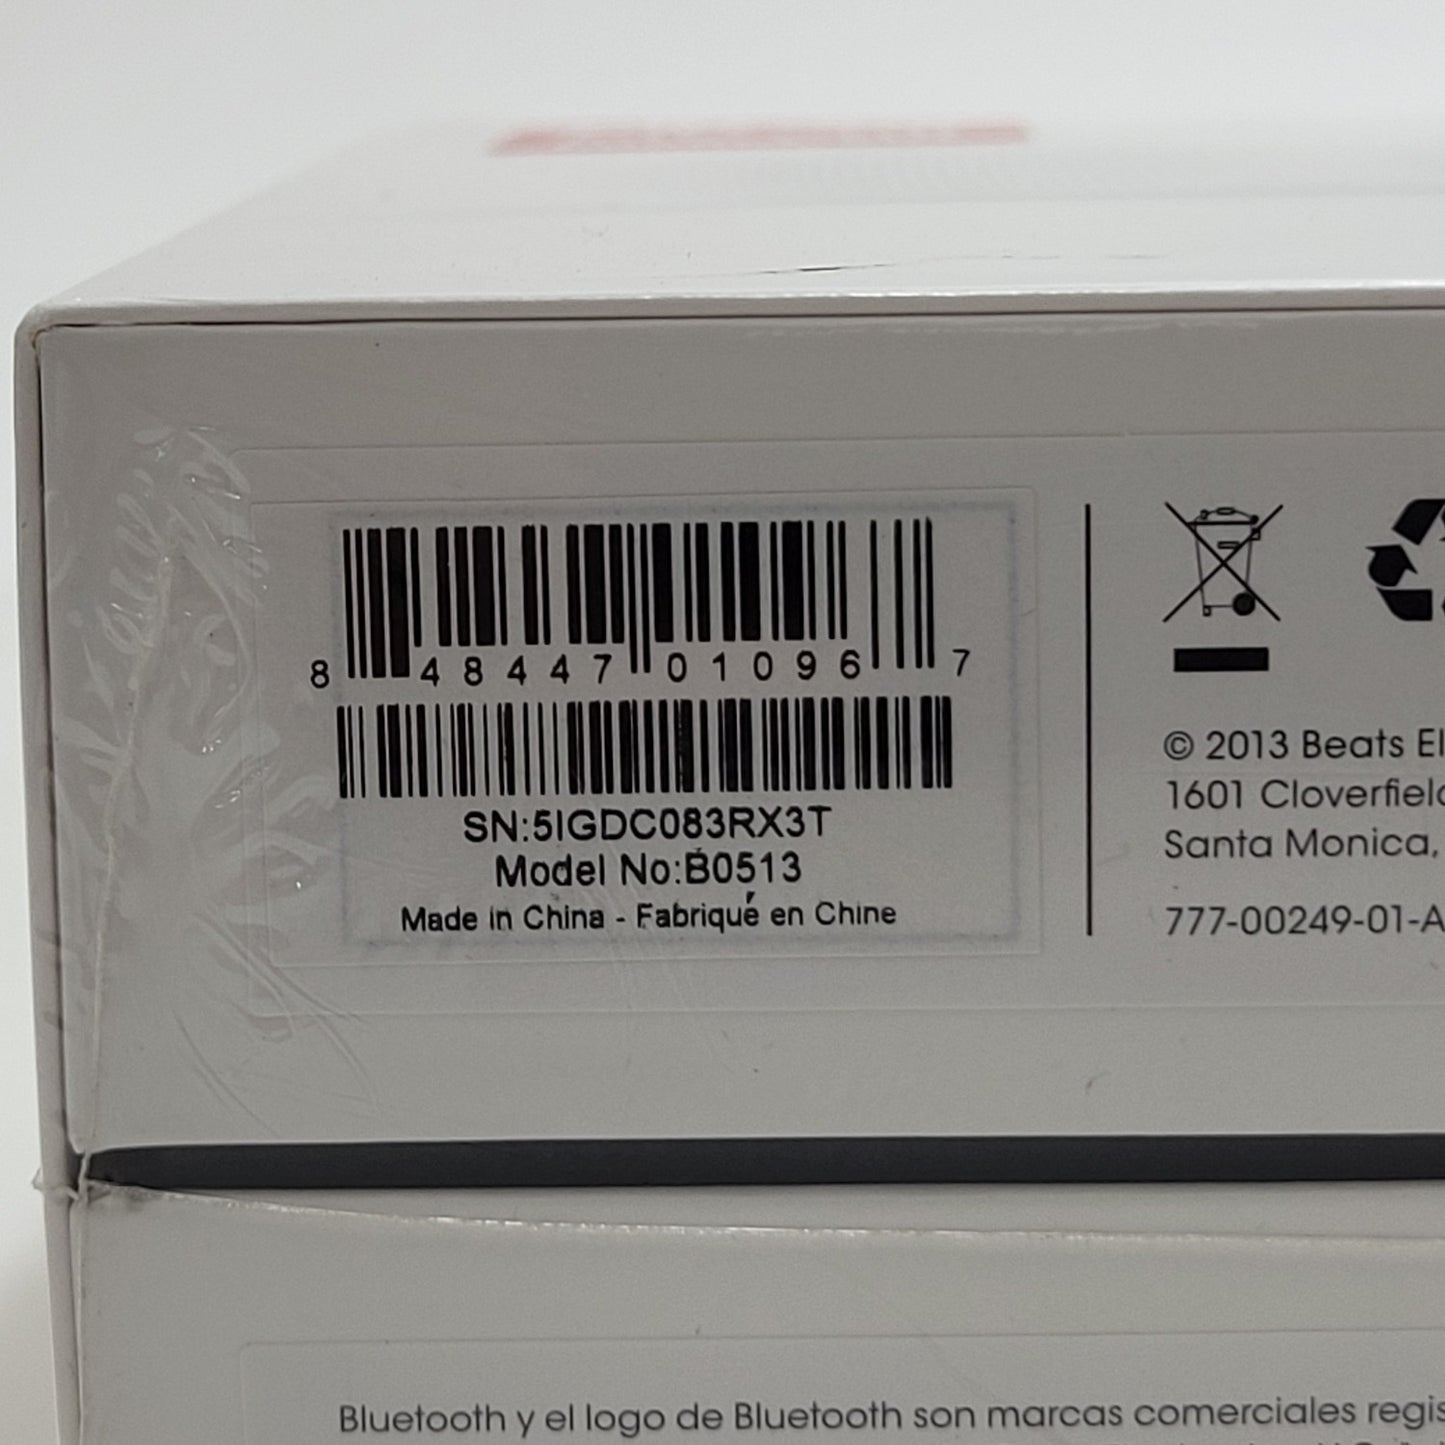 8 48447 01096 7
SN:5IGDC083RX3T
Model No:B0513
Made in China - Fabriqué en Chine
© 2013 Beats El
1601 Cloverfield
Santa Monica,
777-00249-01-A
Bluetooth y el logo de Bluetooth son marcas comerciales regis